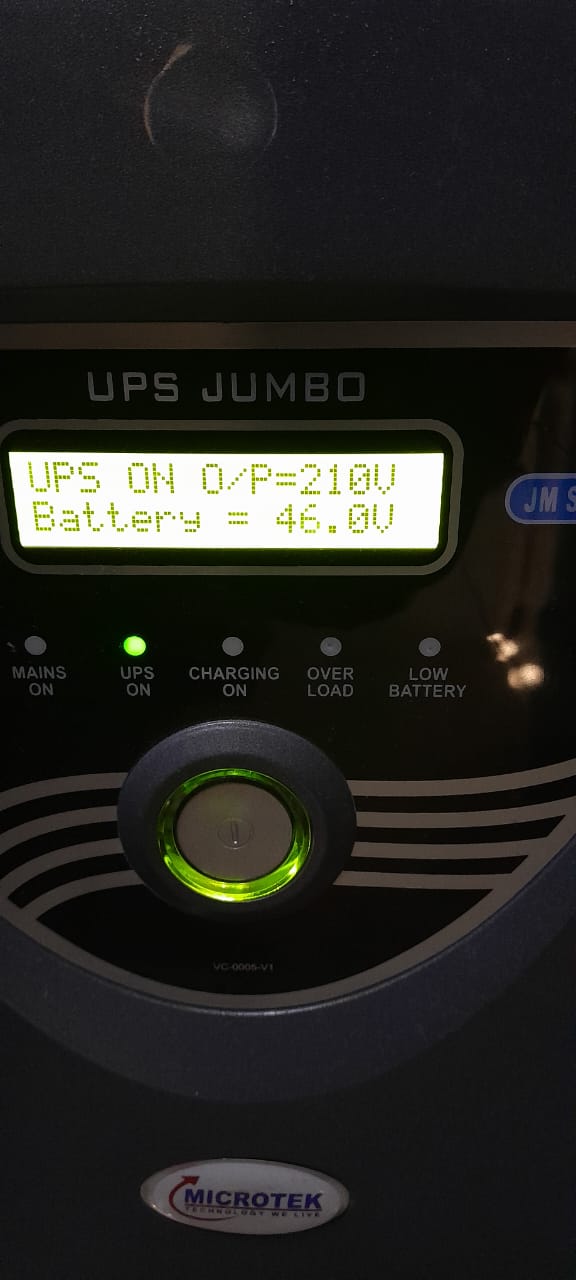 UPS JUMBO
UPS ON O/P=210V
Battery = 46.0V
JM S
MAINS ON
UPS ON
CHARGING ON
OVER LOAD
LOW BATTERY
VC-0005-V1
MICROTEK
TECHNOLOGY WE LIVE